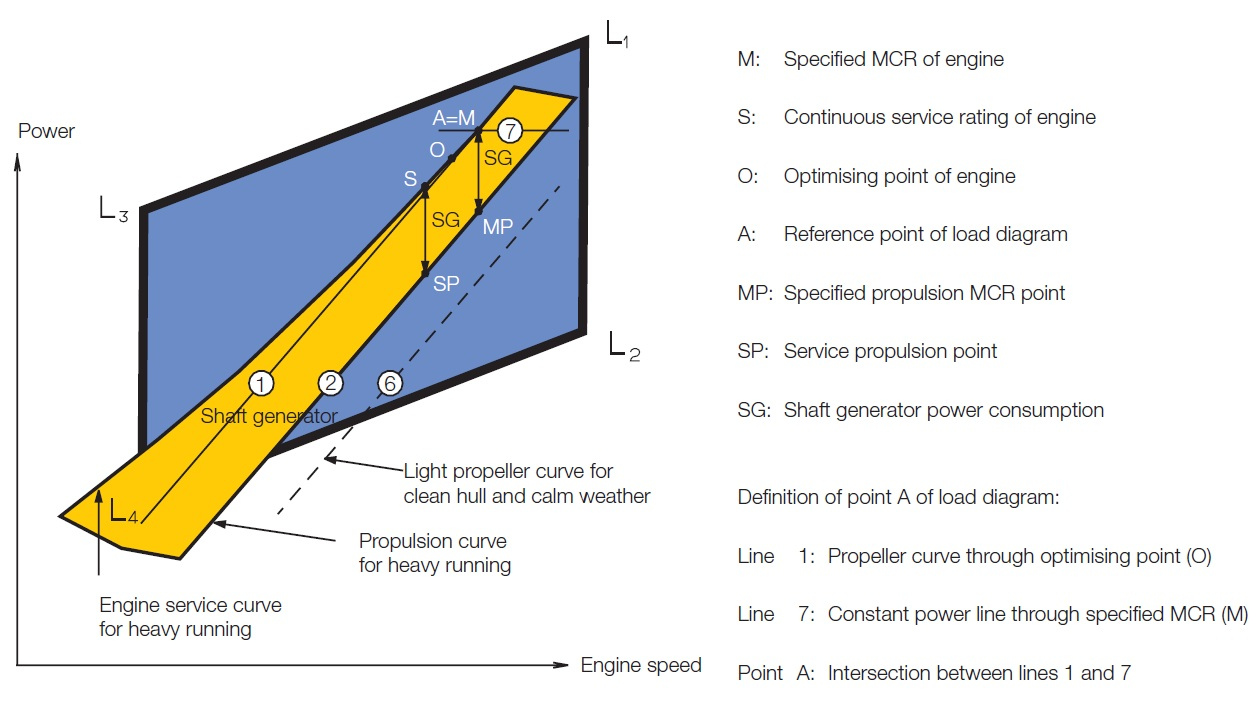 L1
Power
A=M
7
O
SG
S
L3
SG
MP
SP
L2
1
2
6
Shaft generator
Light propeller curve for
clean hull and calm weather
L4
Propulsion curve
for heavy running
Engine service curve
for heavy running
Engine speed
M: Specified MCR of engine
S: Continuous service rating of engine
O: Optimising point of engine
A: Reference point of load diagram
MP: Specified propulsion MCR point
SP: Service propulsion point
SG: Shaft generator power consumption
Definition of point A of load diagram:
Line 1: Propeller curve through optimising point (O)
Line 7: Constant power line through specified MCR (M)
Point A: Intersection between lines 1 and 7